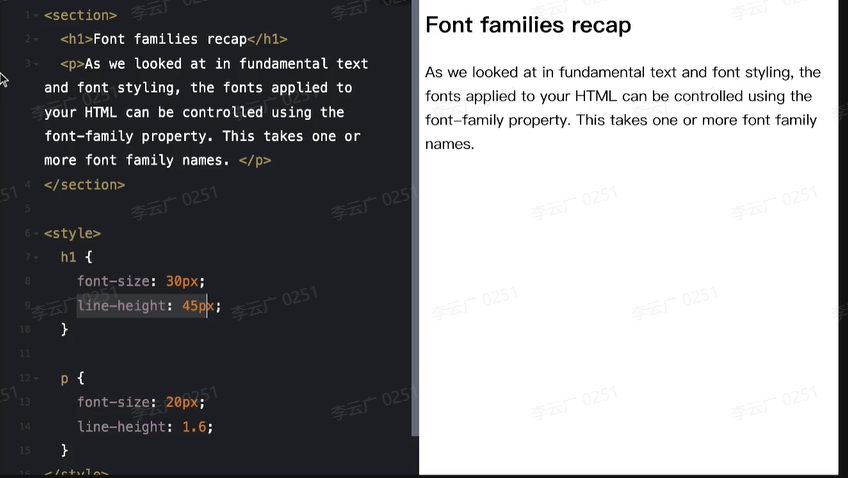 1 <section>
2 <h1>Font families recap</h1>
3 <p>As we looked at in fundamental text
and font styling, the fonts applied to
your HTML can be controlled using the
font-family property. This takes one or
more font family names. </p>
4 </section>
5
6 <style>
7 h1 {
8 font-size: 30px;
9 line-height: 45px;
10 }
11
12 p {
13 font-size: 20px;
14 line-height: 1.6;
15 }
16 </style>
Font families recap
As we looked at in fundamental text and font styling, the
fonts applied to your HTML can be controlled using the
font-family property. This takes one or more font family
names.
李云广 0251